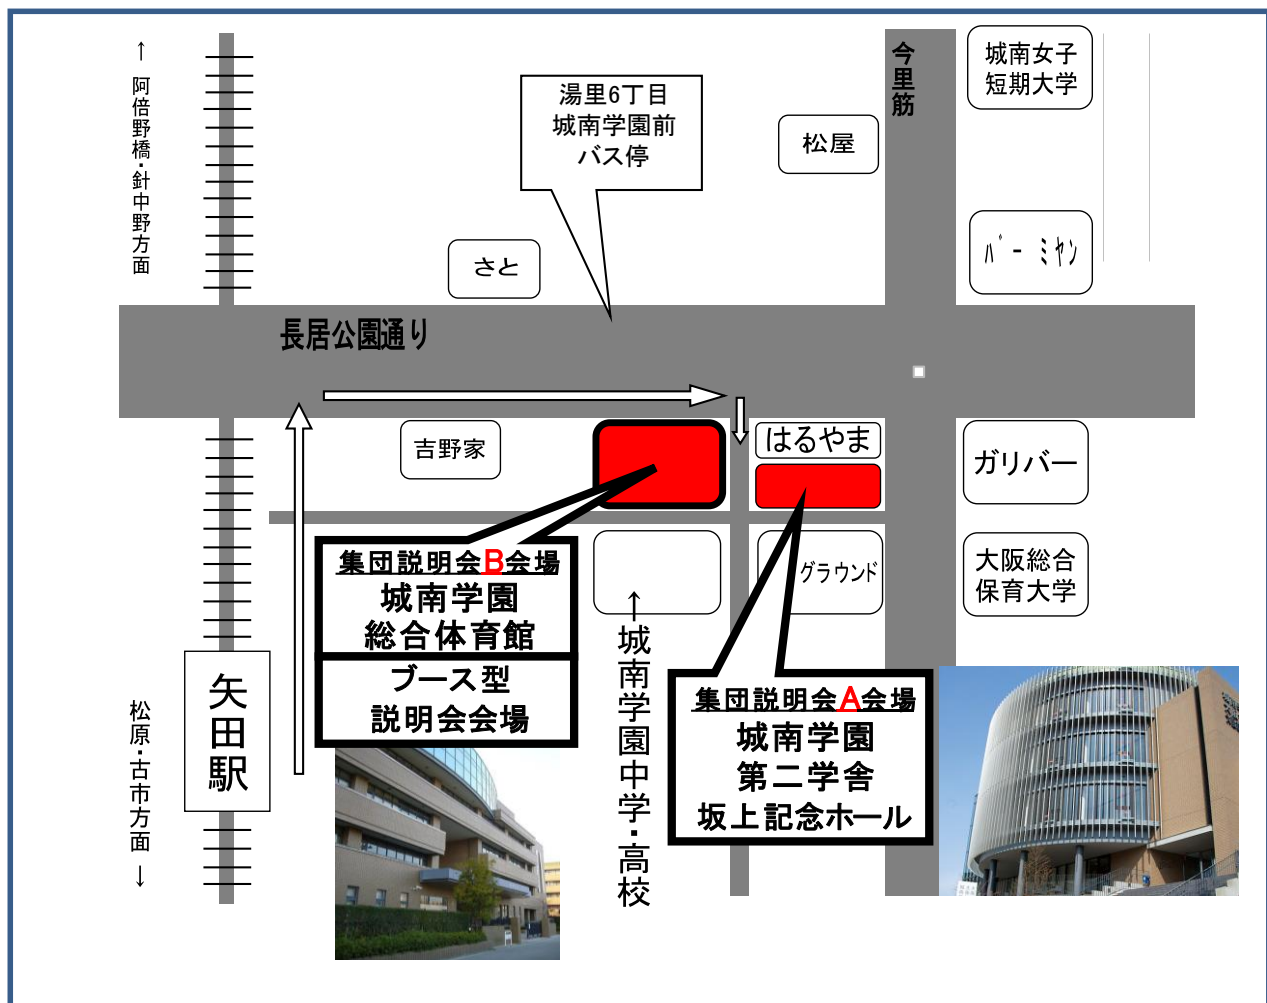 ↑ 阿倍野橋・針中野方面
湯里6丁目
城南学園前
バス停
今里筋
城南女子
短期大学
松屋
バーミヤン
さと
長居公園通り
吉野家
はるやま
ガリバー
集団説明会B会場
城南学園
総合体育館
ブース型
説明会会場
グラウンド
大阪総合
保育大学
↑城南学園中学・高校
矢田駅
松原・古市方面 ↓
集団説明会A会場
城南学園
第二学舎
坂上記念ホール